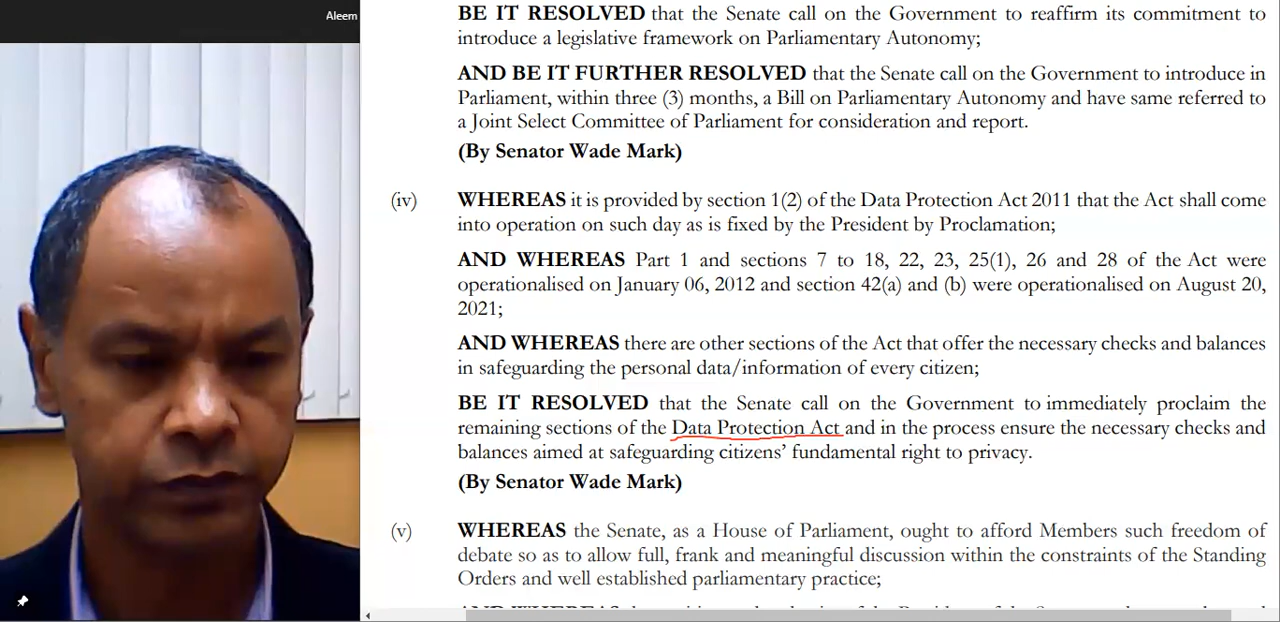 Aleem
BE IT RESOLVED that the Senate call on the Government to reaffirm its commitment to
introduce a legislative framework on Parliamentary Autonomy;
AND BE IT FURTHER RESOLVED that the Senate call on the Government to introduce in
Parliament, within three (3) months, a Bill on Parliamentary Autonomy and have same referred to
a Joint Select Committee of Parliament for consideration and report.
(By Senator Wade Mark)
(iv) WHEREAS it is provided by section 1(2) of the Data Protection Act 2011 that the Act shall come
into operation on such day as is fixed by the President by Proclamation;
AND WHEREAS Part 1 and sections 7 to 18, 22, 23, 25(1), 26 and 28 of the Act were
operationalised on January 06, 2012 and section 42(a) and (b) were operationalised on August 20,
2021;
AND WHEREAS there are other sections of the Act that offer the necessary checks and balances
in safeguarding the personal data/information of every citizen;
BE IT RESOLVED that the Senate call on the Government to immediately proclaim the
remaining sections of the Data Protection Act and in the process ensure the necessary checks and
balances aimed at safeguarding citizens’ fundamental right to privacy.
(By Senator Wade Mark)
(v) WHEREAS the Senate, as a House of Parliament, ought to afford Members such freedom of
debate so as to allow full, frank and meaningful discussion within the constraints of the Standing
Orders and well established parliamentary practice;